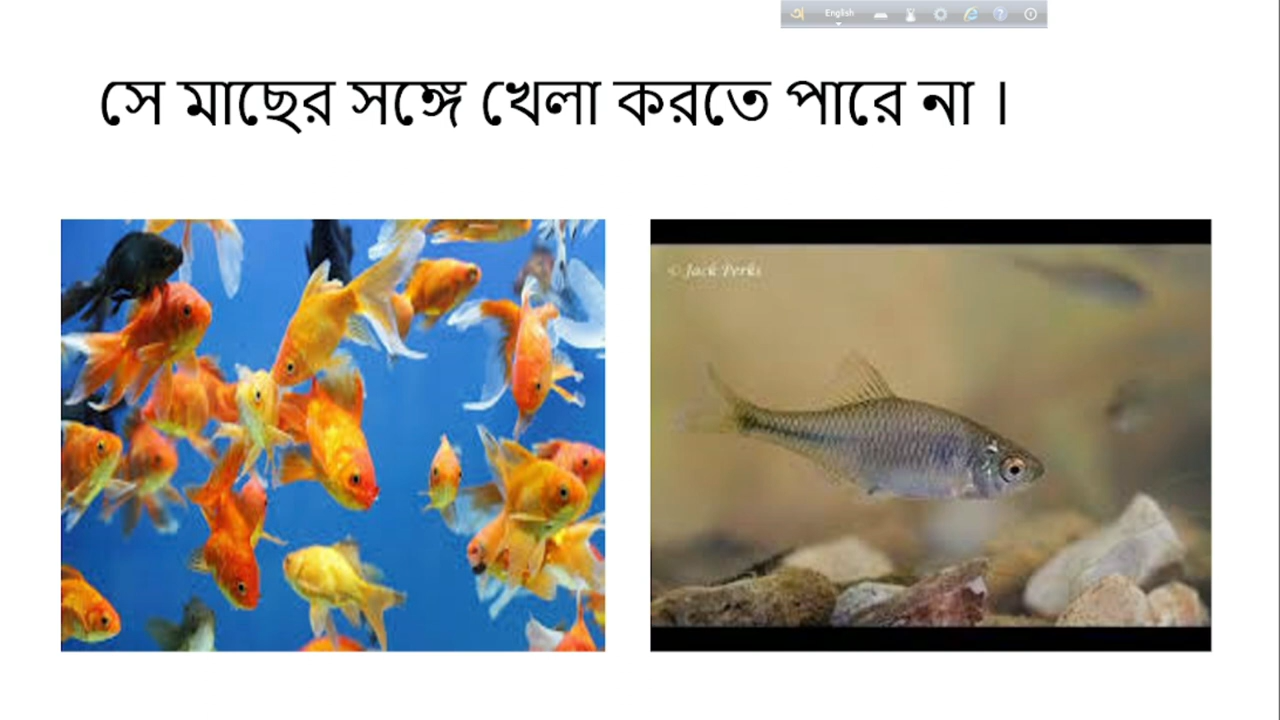 English
সে মাছের সঙ্গে খেলা করতে পারে না ।
© Jack Perks